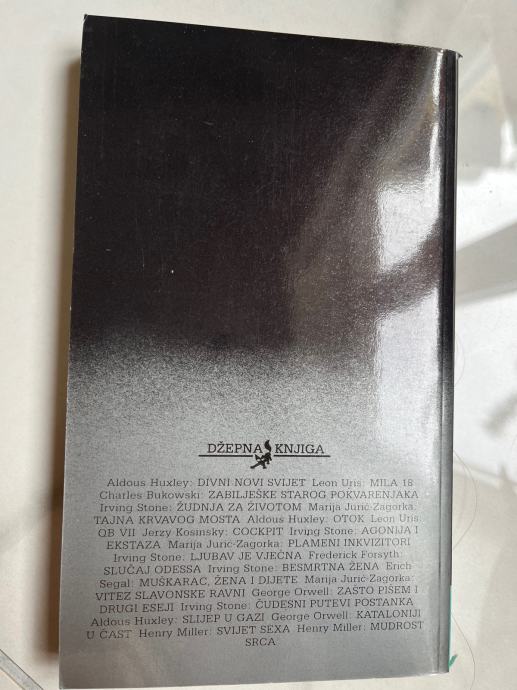 DŽEPNA KNJIGA
Aldous Huxley: DIVNI NOVI SVIJET Leon Uris: MILA 18
Charles Bukowski: ZABILJEŠKE STAROG POKVARENJAKA
Irving Stone: ŽUDNJA ZA ŽIVOTOM Marija Jurić-Zagorka:
TAJNA KRVAVOG MOSTA Aldous Huxley: OTOK Leon Uris:
QB VII Jerzy Kosinsky: COCKPIT Irving Stone: AGONIJA I
EKSTAZA Marija Jurić-Zagorka: PLAMENI INKVIZITORI
Irving Stone: LJUBAV JE VJEČNA Frederick Forsyth:
SLUČAJ ODESSA Irving Stone: BESMRTNA ŽENA Erich
Segal: MUŠKARAC, ŽENA I DIJETE Marija Jurić-Zagorka:
VITEZ SLAVONSKE RAVNI George Orwell: ZAŠTO PIŠEM I
DRUGI ESEJI Irving Stone: ČUDESNI PUTEVI POSTANKA
Aldous Huxley: SLIJEP U GAZI George Orwell: KATALONIJI
U ČAST Henry Miller: SVIJET SEXA Henry Miller: MUDROST
SRCA